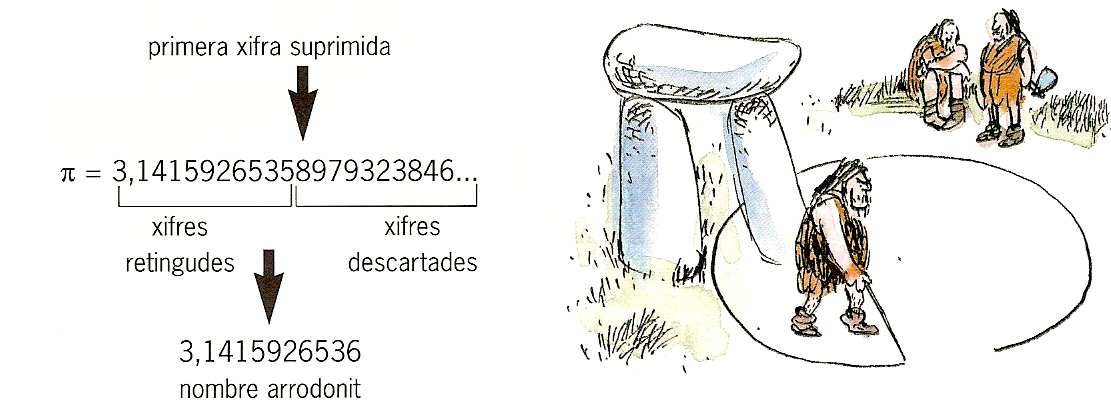 primera xifra suprimida
π = 3,14159265358979323846...
xifres
retingudes
xifres
descartades
3,1415926536
nombre arrodonit